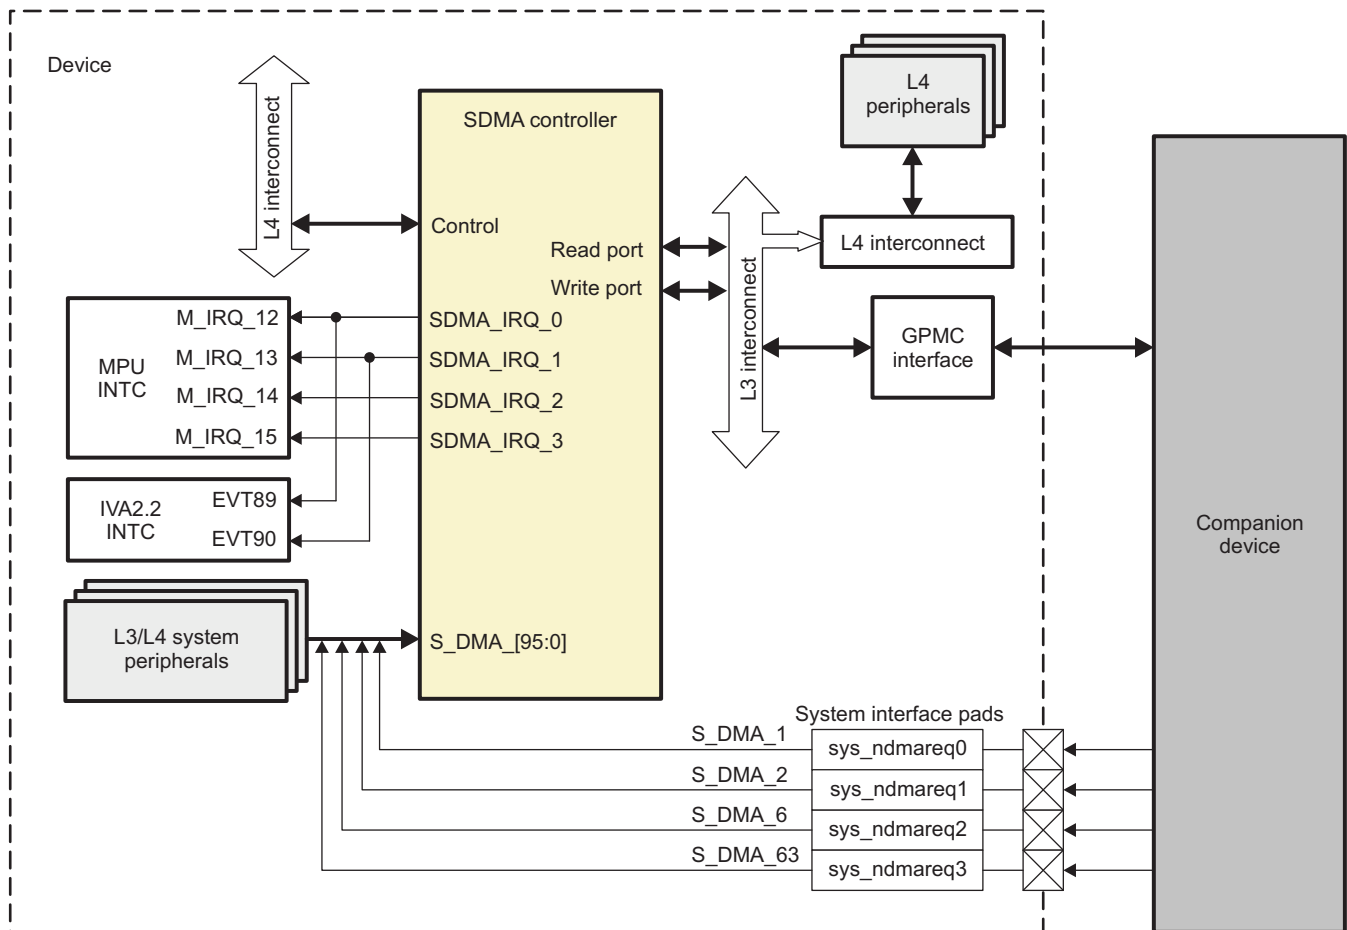 Device
L4 interconnect
SDMA controller
Control
Read port
Write port
SDMA_IRQ_0
SDMA_IRQ_1
SDMA_IRQ_2
SDMA_IRQ_3
S_DMA_[95:0]
MPU
INTC
M_IRQ_12
M_IRQ_13
M_IRQ_14
M_IRQ_15
IVA2.2
INTC
EVT89
EVT90
L3/L4 system
peripherals
L3 interconnect
L4
peripherals
L4 interconnect
GPMC
interface
Companion
device
System interface pads
S_DMA_1
sys_ndmareq0
S_DMA_2
sys_ndmareq1
S_DMA_6
sys_ndmareq2
S_DMA_63
sys_ndmareq3